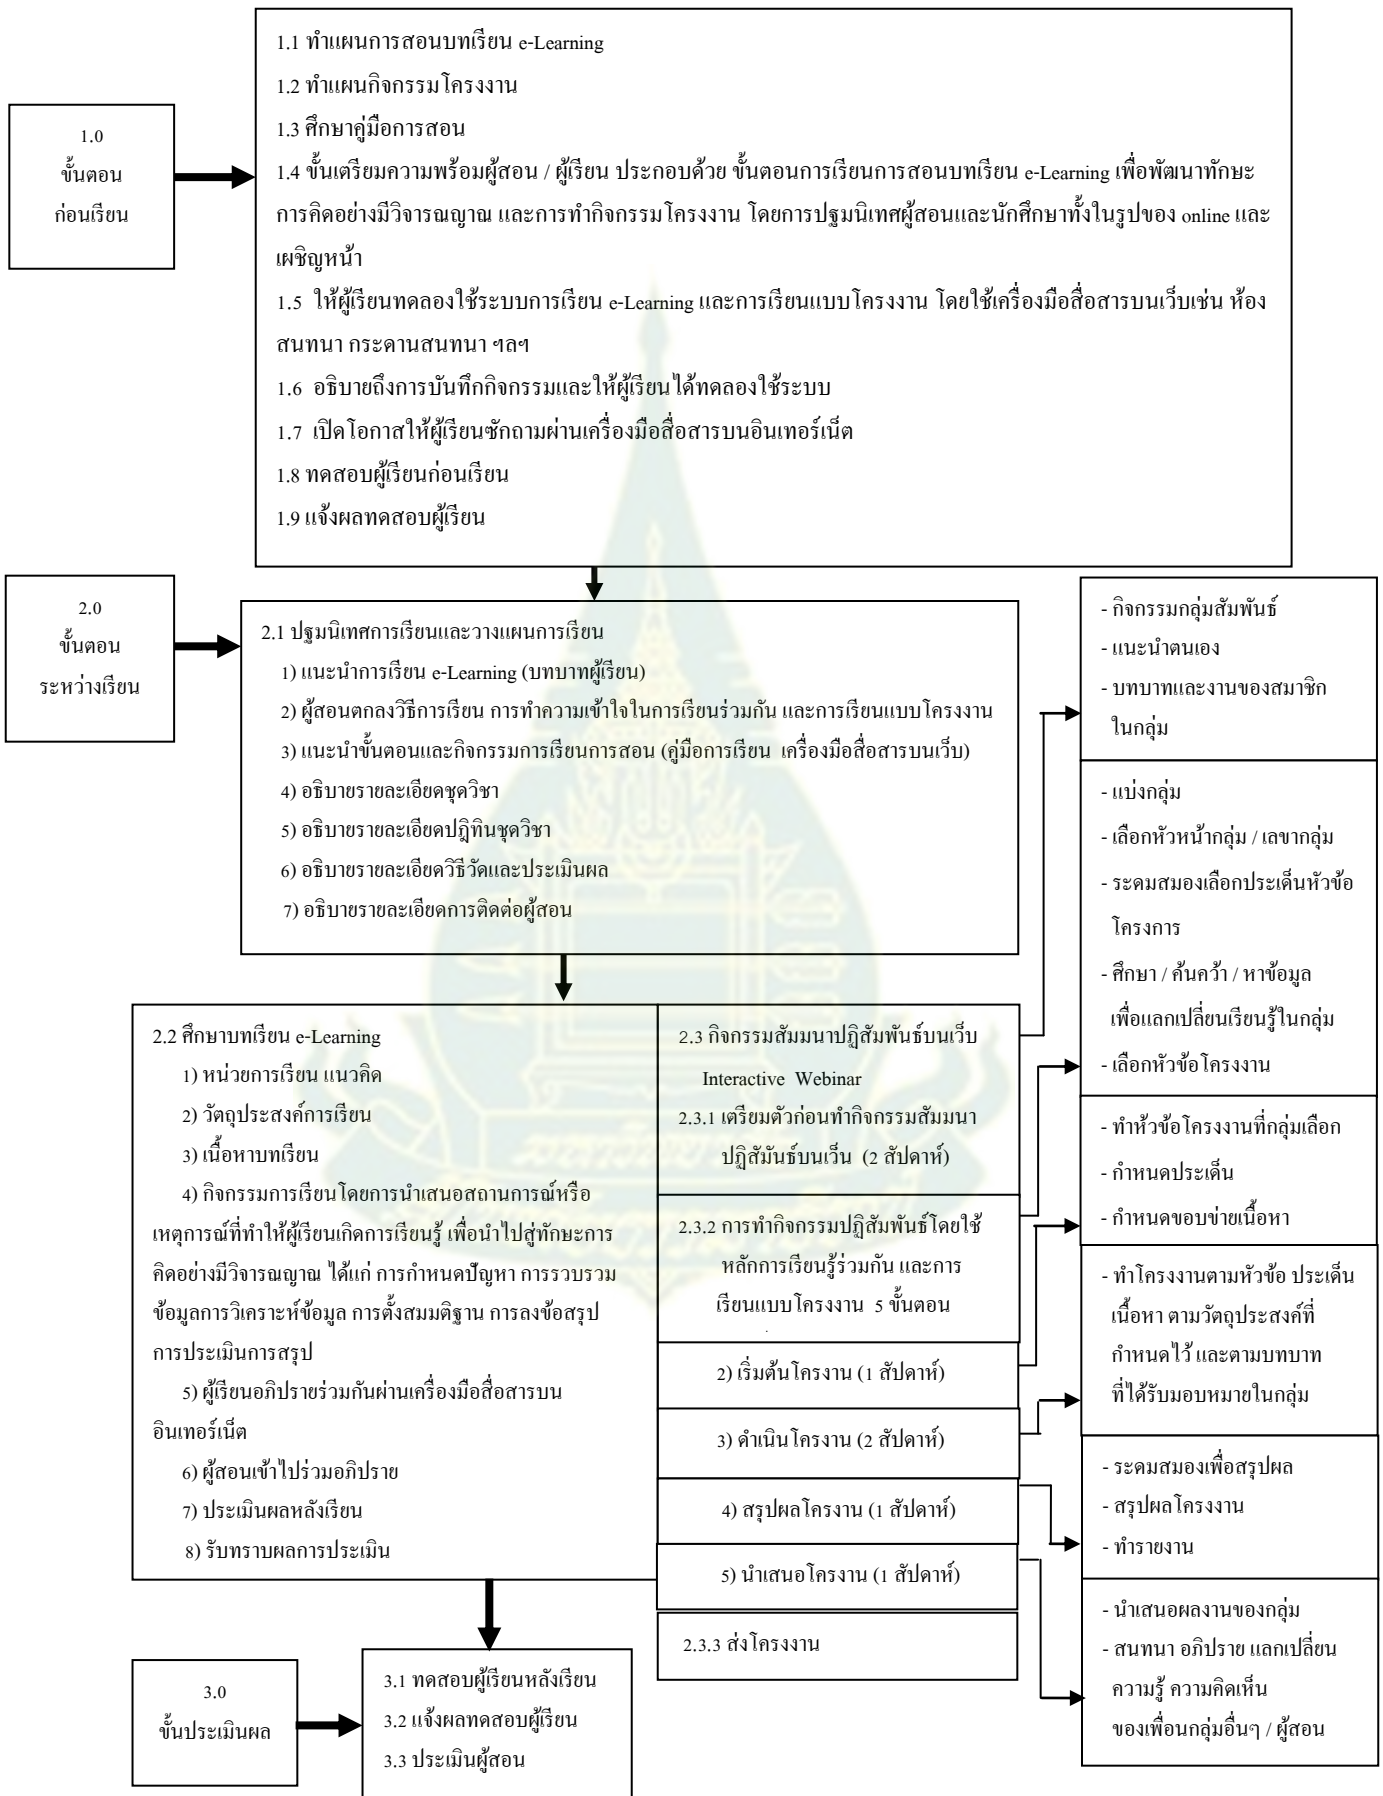 1.0
ขั้นตอน
ก่อนเรียน
1.1 ทำแผนการสอนบทเรียน e-Learning
1.2 ทำแผนกิจกรรมโครงงาน
1.3 ศึกษาคู่มือการสอน
1.4 ขั้นเตรียมความพร้อมผู้สอน / ผู้เรียน ประกอบด้วย ขั้นตอนการเรียนการสอนบทเรียน e-Learning เพื่อพัฒนาทักษะ
การคิดอย่างมีวิจารณญาณ และการทำกิจกรรมโครงงาน โดยการปฐมนิเทศผู้สอนและนักศึกษาทั้งในรูปของ online และ
เผชิญหน้า
1.5 ให้ผู้เรียนทดลองใช้ระบบการเรียน e-Learning และการเรียนแบบโครงงาน โดยใช้เครื่องมือสื่อสารบนเว็บเช่น ห้อง
สนทนา กระดานสนทนา ฯลฯ
1.6 อธิบายถึงการบันทึกกิจกรรมและให้ผู้เรียนได้ทดลองใช้ระบบ
1.7 เปิดโอกาสให้ผู้เรียนซักถามผ่านเครื่องมือสื่อสารบนอินเทอร์เน็ต
1.8 ทดสอบผู้เรียนก่อนเรียน
1.9 แจ้งผลทดสอบผู้เรียน
2.0
ขั้นตอน
ระหว่างเรียน
2.1 ปฐมนิเทศการเรียนและวางแผนการเรียน
1) แนะนำการเรียน e-Learning (บทบาทผู้เรียน)
2) ผู้สอนตกลงวิธีการเรียน การทำความเข้าใจในการเรียนร่วมกัน และการเรียนแบบโครงงาน
3) แนะนำขั้นตอนและกิจกรรมการเรียนการสอน (คู่มือการเรียน เครื่องมือสื่อสารบนเว็บ)
4) อธิบายรายละเอียดชุดวิชา
5) อธิบายรายละเอียดปฎิทินชุดวิชา
6) อธิบายรายละเอียดวิธีวัดและประเมินผล
7) อธิบายรายละเอียดการติดต่อผู้สอน
2.2 ศึกษาบทเรียน e-Learning
1) หน่วยการเรียน แนวคิด
2) วัตถุประสงค์การเรียน
3) เนื้อหาบทเรียน
4) กิจกรรมการเรียนโดยการนำเสนอสถานการณ์หรือ
เหตุการณ์ที่ทำให้ผู้เรียนเกิดการเรียนรู้ เพื่อนำไปสู่ทักษะการ
คิดอย่างมีวิจารณญาณ ได้แก่ การกำหนดปัญหา การรวบรวม
ข้อมูลการวิเคราะห์ข้อมูล การตั้งสมมติฐาน การลงข้อสรุป
การประเมินการสรุป
5) ผู้เรียนอภิปรายร่วมกันผ่านเครื่องมือสื่อสารบน
อินเทอร์เน็ต
6) ผู้สอนเข้าไปร่วมอภิปราย
7) ประเมินผลหลังเรียน
8) รับทราบผลการประเมิน
2.3 กิจกรรมสัมมนาปฏิสัมพันธ์บนเว็บ
Interactive Webinar
2.3.1 เตรียมตัวก่อนทำกิจกรรมสัมมนา
ปฏิสัมันธ์บนเว็น (2 สัปดาห์)
2.3.2 การทำกิจกรรมปฏิสัมพันธ์โดยใช้
หลักการเรียนรู้ร่วมกัน และการ
เรียนแบบโครงงาน 5 ขั้นตอน
2) เริ่มต้นโครงาน (1 สัปดาห์)
3) ดำเนินโครงาน (2 สัปดาห์)
4) สรุปผลโครงาน (1 สัปดาห์)
5) นำเสนอโครงาน (1 สัปดาห์)
2.3.3 ส่งโครงงาน
- กิจกรรมกลุ่มสัมพันธ์
- แนะนำตนเอง
- บทบาทและงานของสมาชิก
ในกลุ่ม
- แบ่งกลุ่ม
- เลือกหัวหน้ากลุ่ม / เลขากลุ่ม
- ระดมสมองเลือกประเด็นหัวข้อ
โครงการ
- ศึกษา / ค้นคว้า / หาข้อมูล
เพื่อแลกเปลี่ยนเรียนรู้ในกลุ่ม
- เลือกหัวข้อโครงงาน
- ทำหัวข้อโครงงานที่กลุ่มเลือก
- กำหนดประเด็น
- กำหนดขอบข่ายเนื้อหา
- ทำโครงงานตามหัวข้อ ประเด็น
เนื้อหา ตามวัตถุประสงค์ที่
กำหนดไว้ และตามบทบาท
ที่ได้รับมอบหมายในกลุ่ม
- ระดมสมองเพื่อสรุปผล
- สรุปผลโครงงาน
- ทำรายงาน
- นำเสนอผลงานของกลุ่ม
- สนทนา อภิปราย แลกเปลี่ยน
ความรู้ ความคิดเห็น
ของเพื่อนกลุ่มอื่นๆ / ผู้สอน
3.0
ขั้นประเมินผล
3.1 ทดสอบผู้เรียนหลังเรียน
3.2 แจ้งผลทดสอบผู้เรียน
3.3 ประเมินผู้สอน